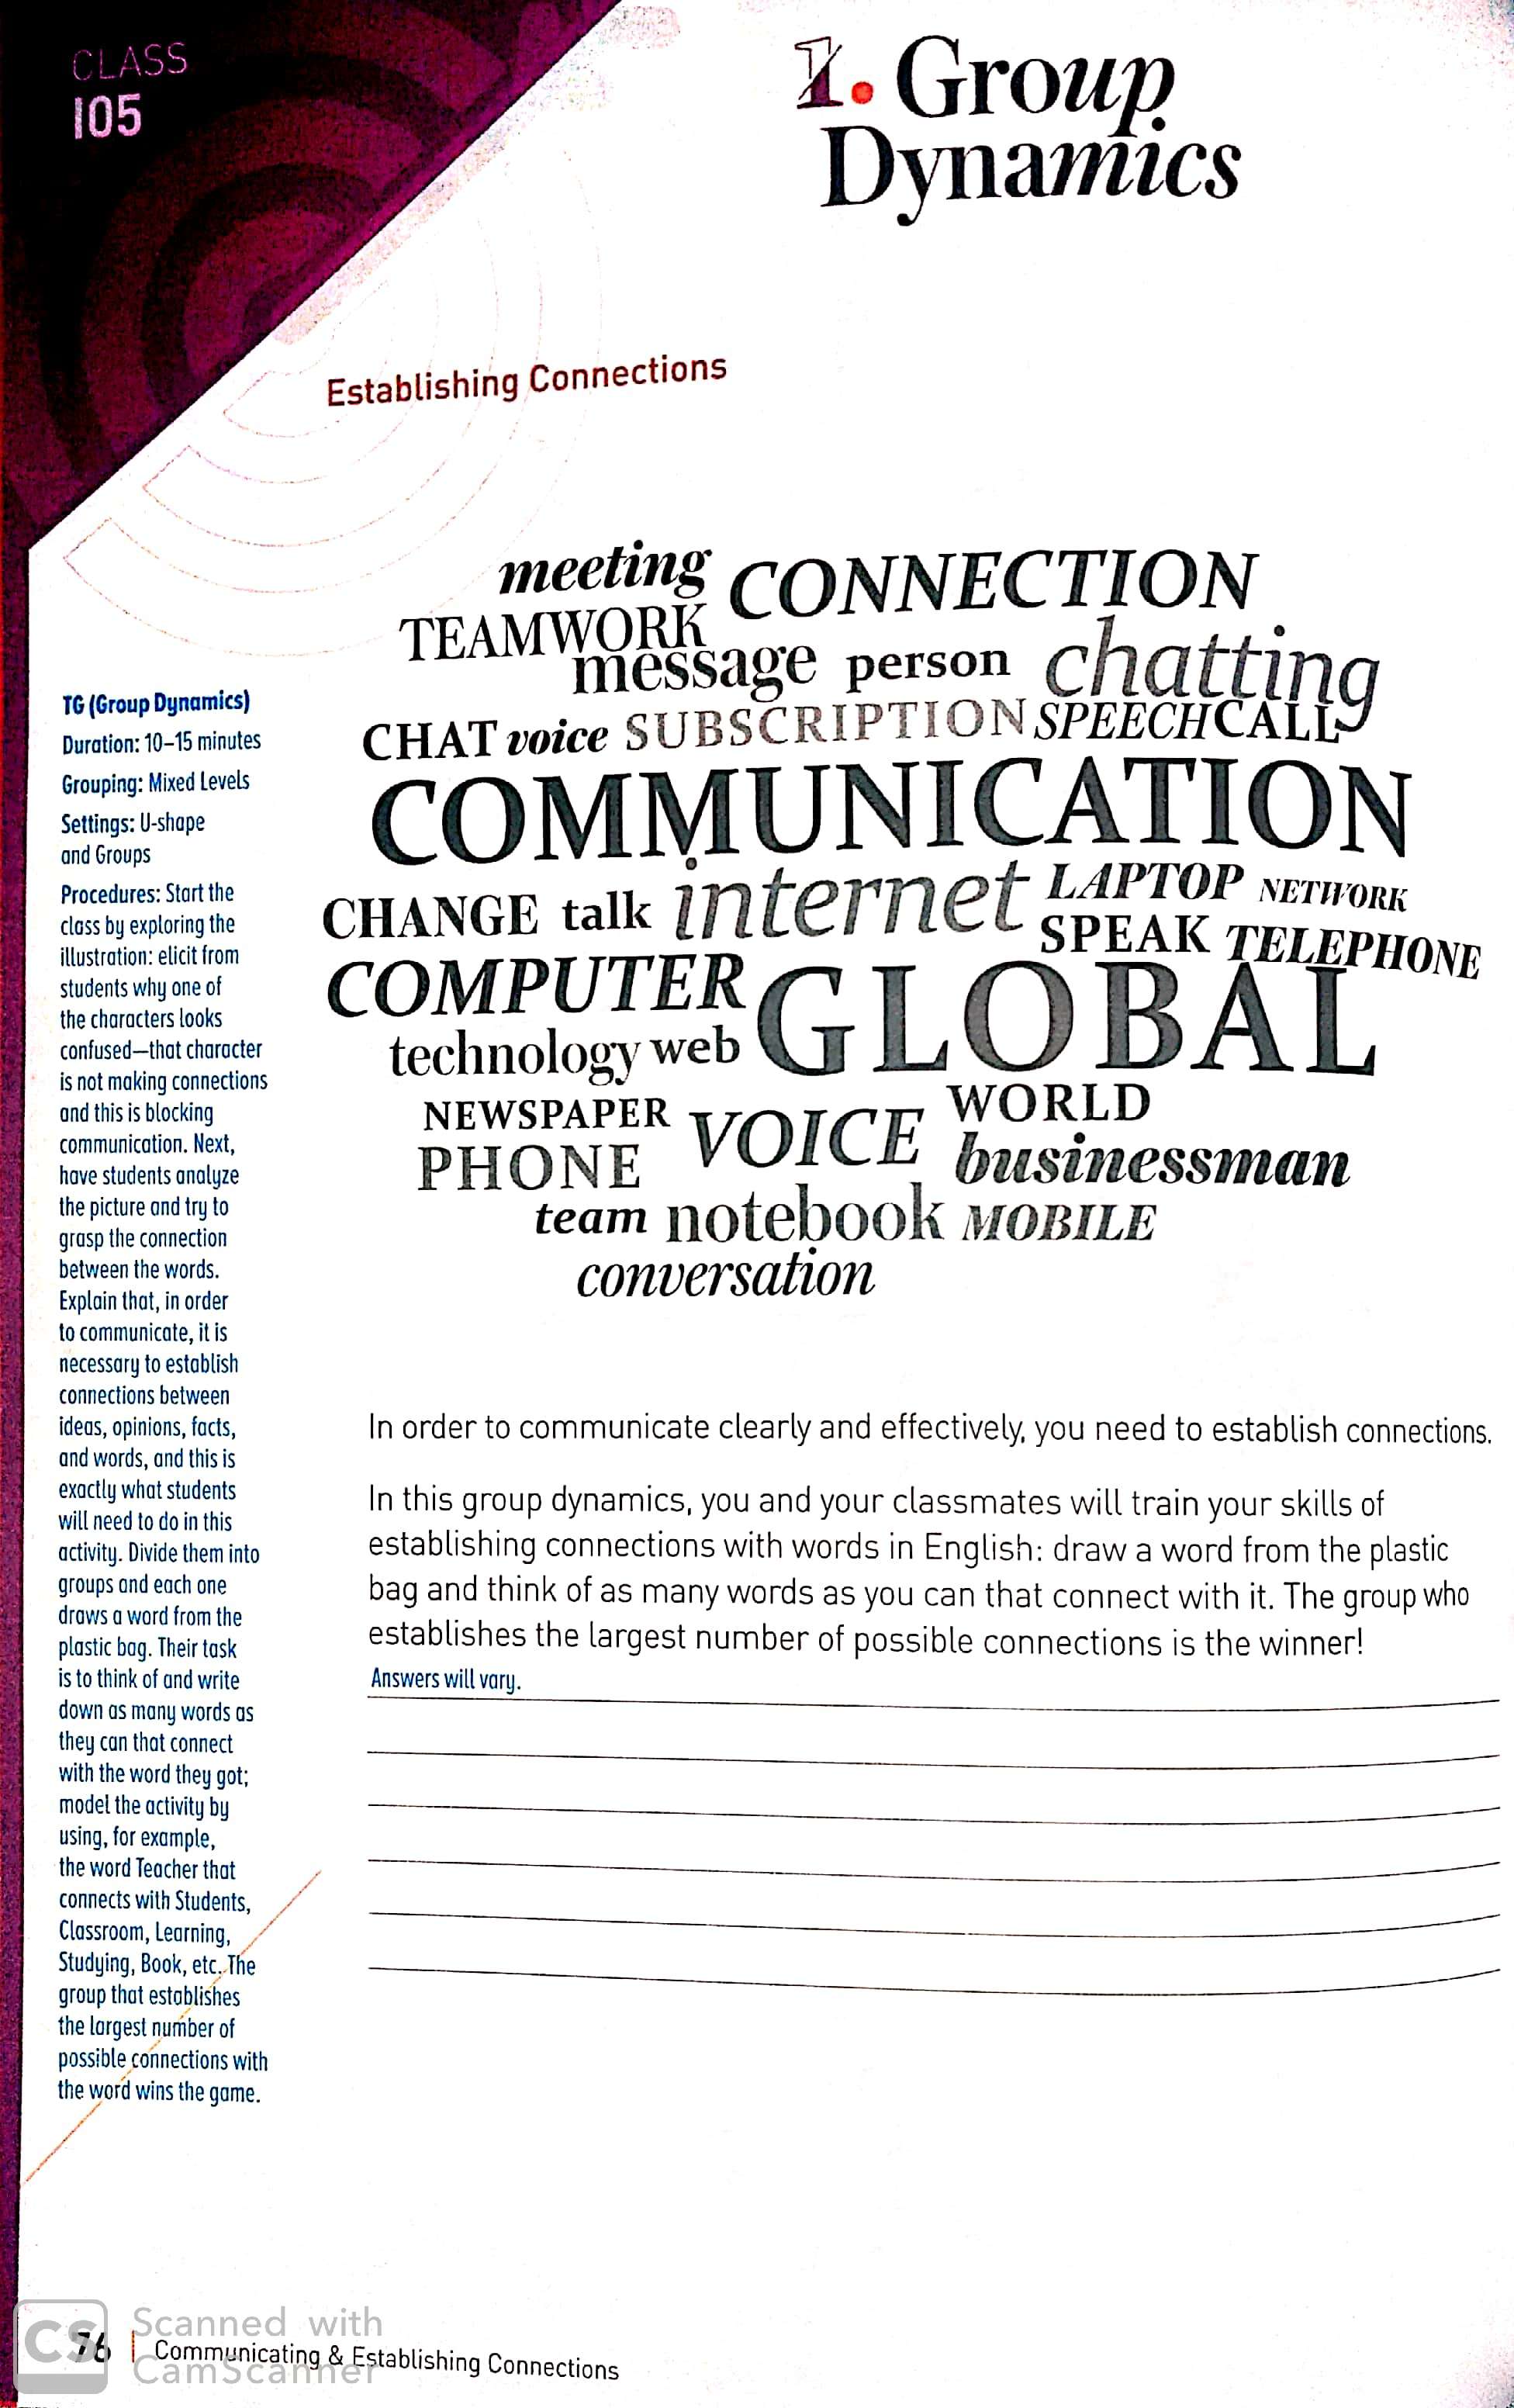 CLASS
105
1. Group
Dynamics
Establishing Connections
meeting CONNECTION
TEAMWORK
message person chatting
CHAT voice SUBSCRIPTION SPEECH CALL
COMMUNICATION
CHANGE talk internet LAPTOP NETWORK
SPEAK TELEPHONE
COMPUTER GLOBAL
technology web
NEWSPAPER VOICE WORLD
PHONE businessman
team notebook MOBILE
conversation
TG (Group Dynamics)
Duration: 10–15 minutes
Grouping: Mixed Levels
Settings: U-shape
and Groups
Procedures: Start the
class by exploring the
illustration: elicit from
students why one of
the characters looks
confused—that character
is not making connections
and this is blocking
communication. Next,
have students analyze
the picture and try to
grasp the connection
between the words.
Explain that, in order
to communicate, it is
necessary to establish
connections between
ideas, opinions, facts,
and words, and this is
exactly what students
will need to do in this
activity. Divide them into
groups and each one
draws a word from the
plastic bag. Their task
is to think of and write
down as many words as
they can that connect
with the word they got;
model the activity by
using, for example,
the word Teacher that
connects with Students,
Classroom, Learning,
Studying, Book, etc. The
group that establishes
the largest number of
possible connections with
the word wins the game.
In order to communicate clearly and effectively, you need to establish connections.
In this group dynamics, you and your classmates will train your skills of
establishing connections with words in English: draw a word from the plastic
bag and think of as many words as you can that connect with it. The group who
establishes the largest number of possible connections is the winner!
Answers will vary.
76 | Communicating & Establishing Connections
CS
Scanned with
CamScanner